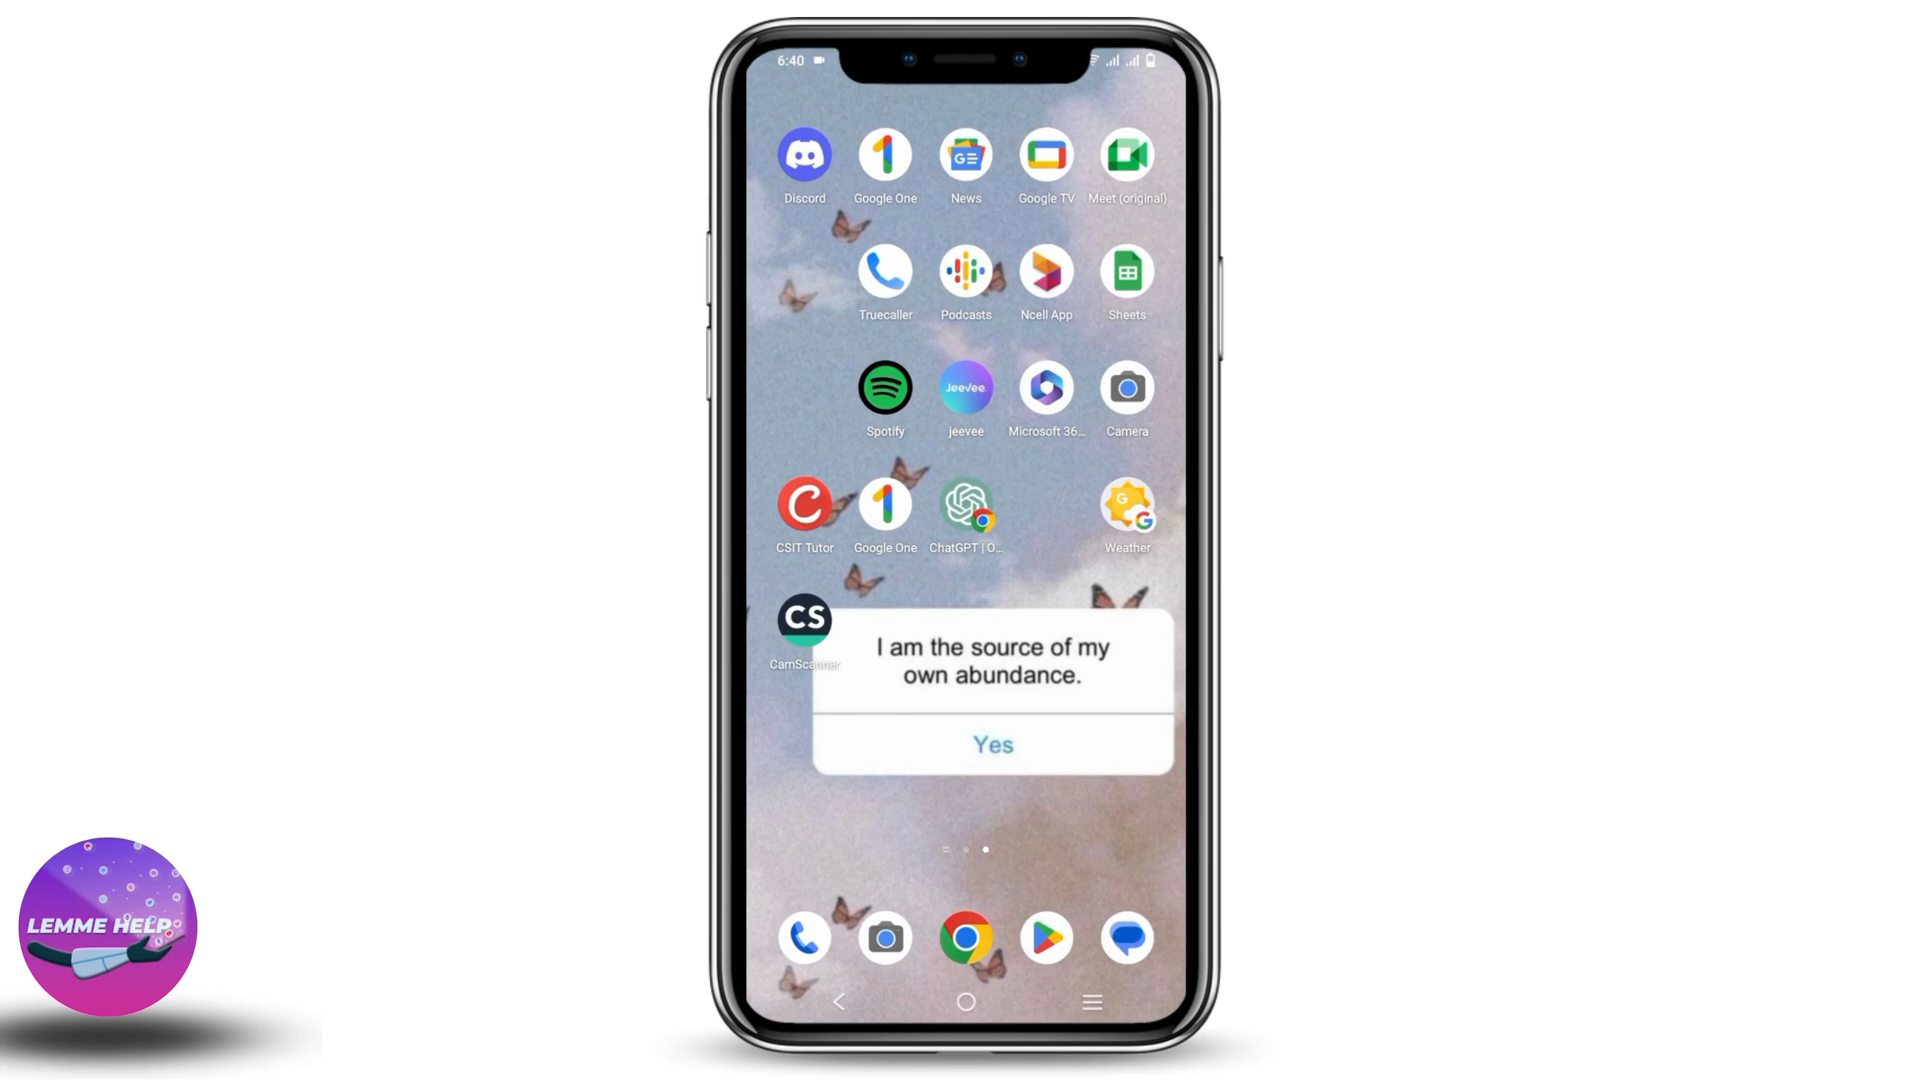 6:40
Discord
Google One
News
Google TV
Meet (original)
Truecaller
Podcasts
Ncell App
Sheets
Spotify
JeeVee
jeevee
Microsoft 36...
Camera
CSIT Tutor
Google One
ChatGPT | O...
Weather
CS
CamScanner
I am the source of my
own abundance.
Yes
LEMME HELP